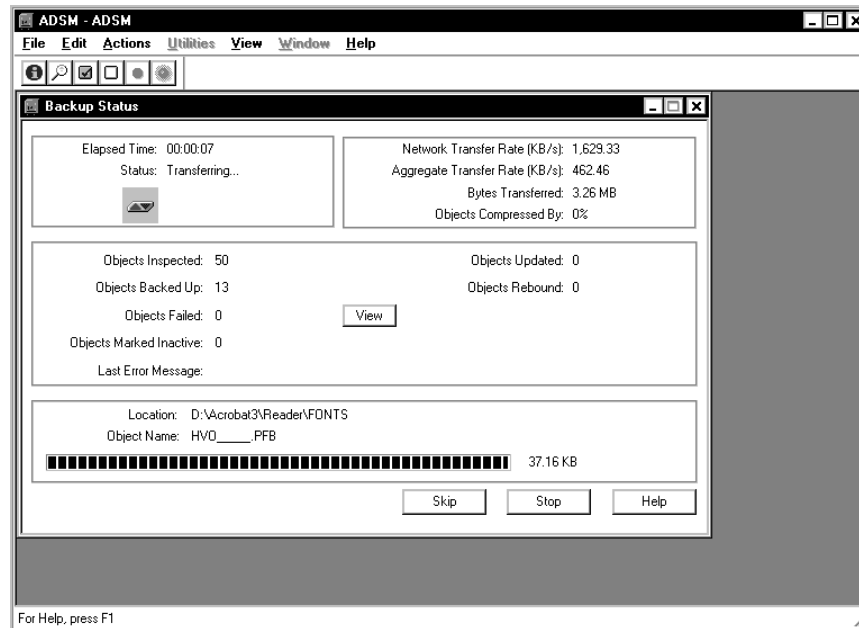 ADSM - ADSM
File Edit Actions Utilities View Window Help
Backup Status
Elapsed Time: 00:00:07
Status: Transferring...
Network Transfer Rate (KB/s): 1,629.33
Aggregate Transfer Rate (KB/s): 462.46
Bytes Transferred: 3.26 MB
Objects Compressed By: 0%
Objects Inspected: 50
Objects Updated: 0
Objects Backed Up: 13
Objects Rebound: 0
Objects Failed: 0
View
Objects Marked Inactive: 0
Last Error Message:
Location: D:\Acrobat3\Reader\FONTS
Object Name: HVO_____.PFB
37.16 KB
Skip Stop Help
For Help, press F1